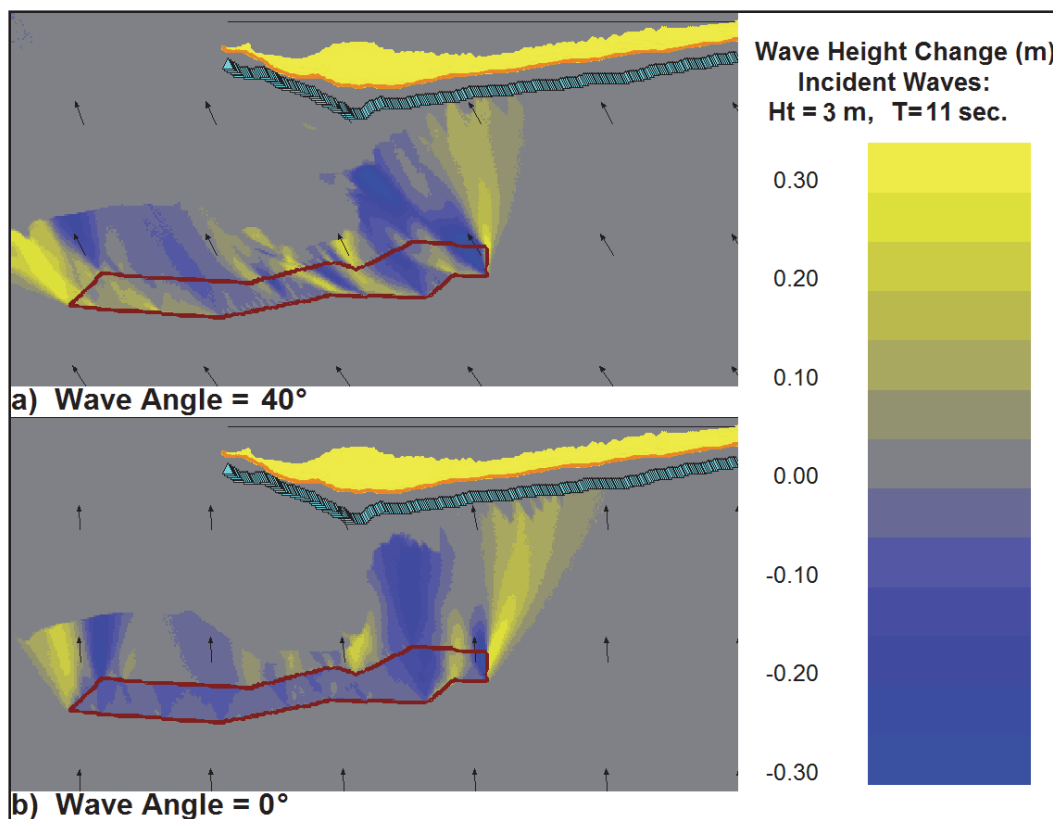 Wave Height Change (m)
Incident Waves:
Ht = 3 m, T=11 sec.
0.30
0.20
0.10
0.00
-0.10
-0.20
-0.30
a) Wave Angle = 40°
b) Wave Angle = 0°